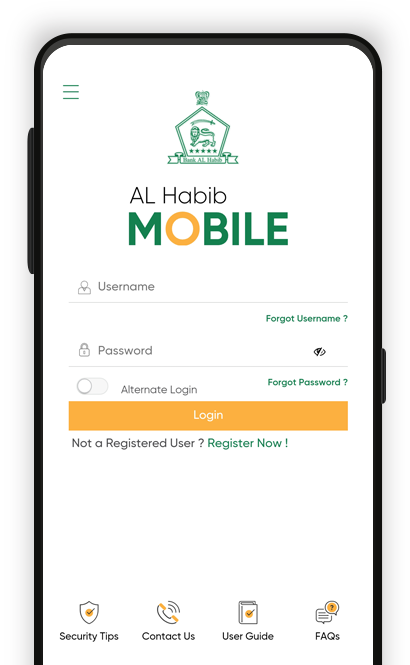 Bank AL Habib
AL Habib
MOBILE
Username
Forgot Username ?
Password
Forgot Password ?
Alternate Login
Login
Not a Registered User ? Register Now !
Security Tips
Contact Us
User Guide
FAQs